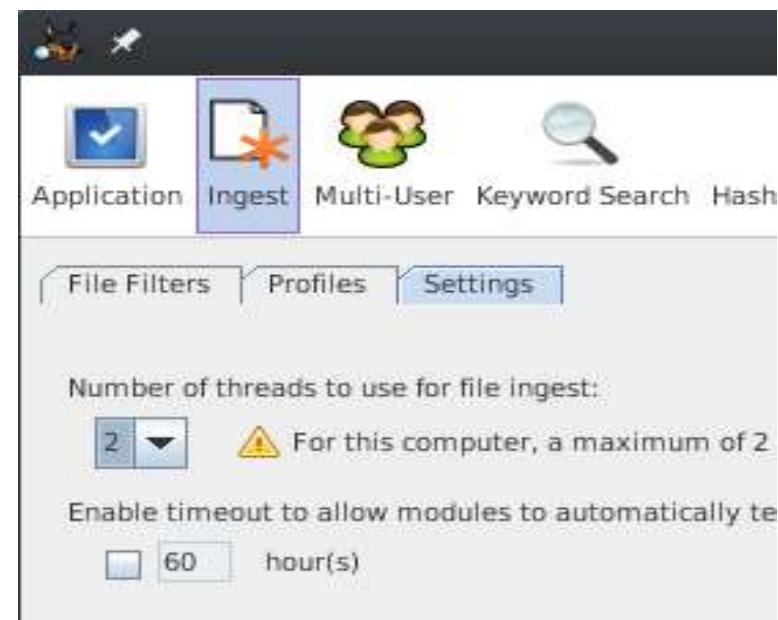 Application Ingest Multi-User Keyword Search Hash
File Filters Profiles Settings
Number of threads to use for file ingest:
2 For this computer, a maximum of 2
Enable timeout to allow modules to automatically te
60 hour(s)